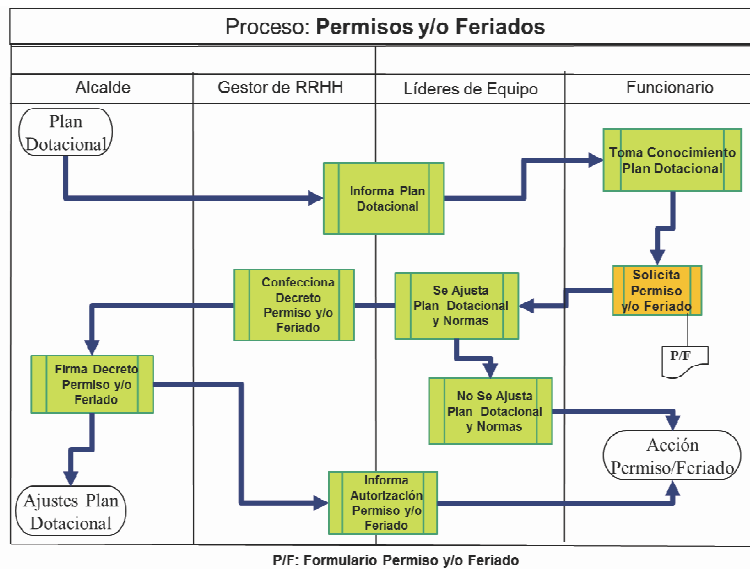 Proceso: Permisos y/o Feriados
Alcalde
Gestor de RRHH
Líderes de Equipo
Funcionario
Plan
Dotacional
Informa Plan
Dotacional
Toma Conocimiento
Plan Dotacional
Solicita
Permiso
y/o Feriado
P/F
Se Ajusta
Plan Dotacional
y Normas
Confecciona
Decreto
Permiso y/o
Feriado
Firma Decreto
Permiso y/o
Feriado
No Se Ajusta
Plan Dotacional
y Normas
Acción
Permiso/Feriado
Informa
Autorización
Permiso y/o
Feriado
Ajustes Plan
Dotacional
P/F: Formulario Permiso y/o Feriado